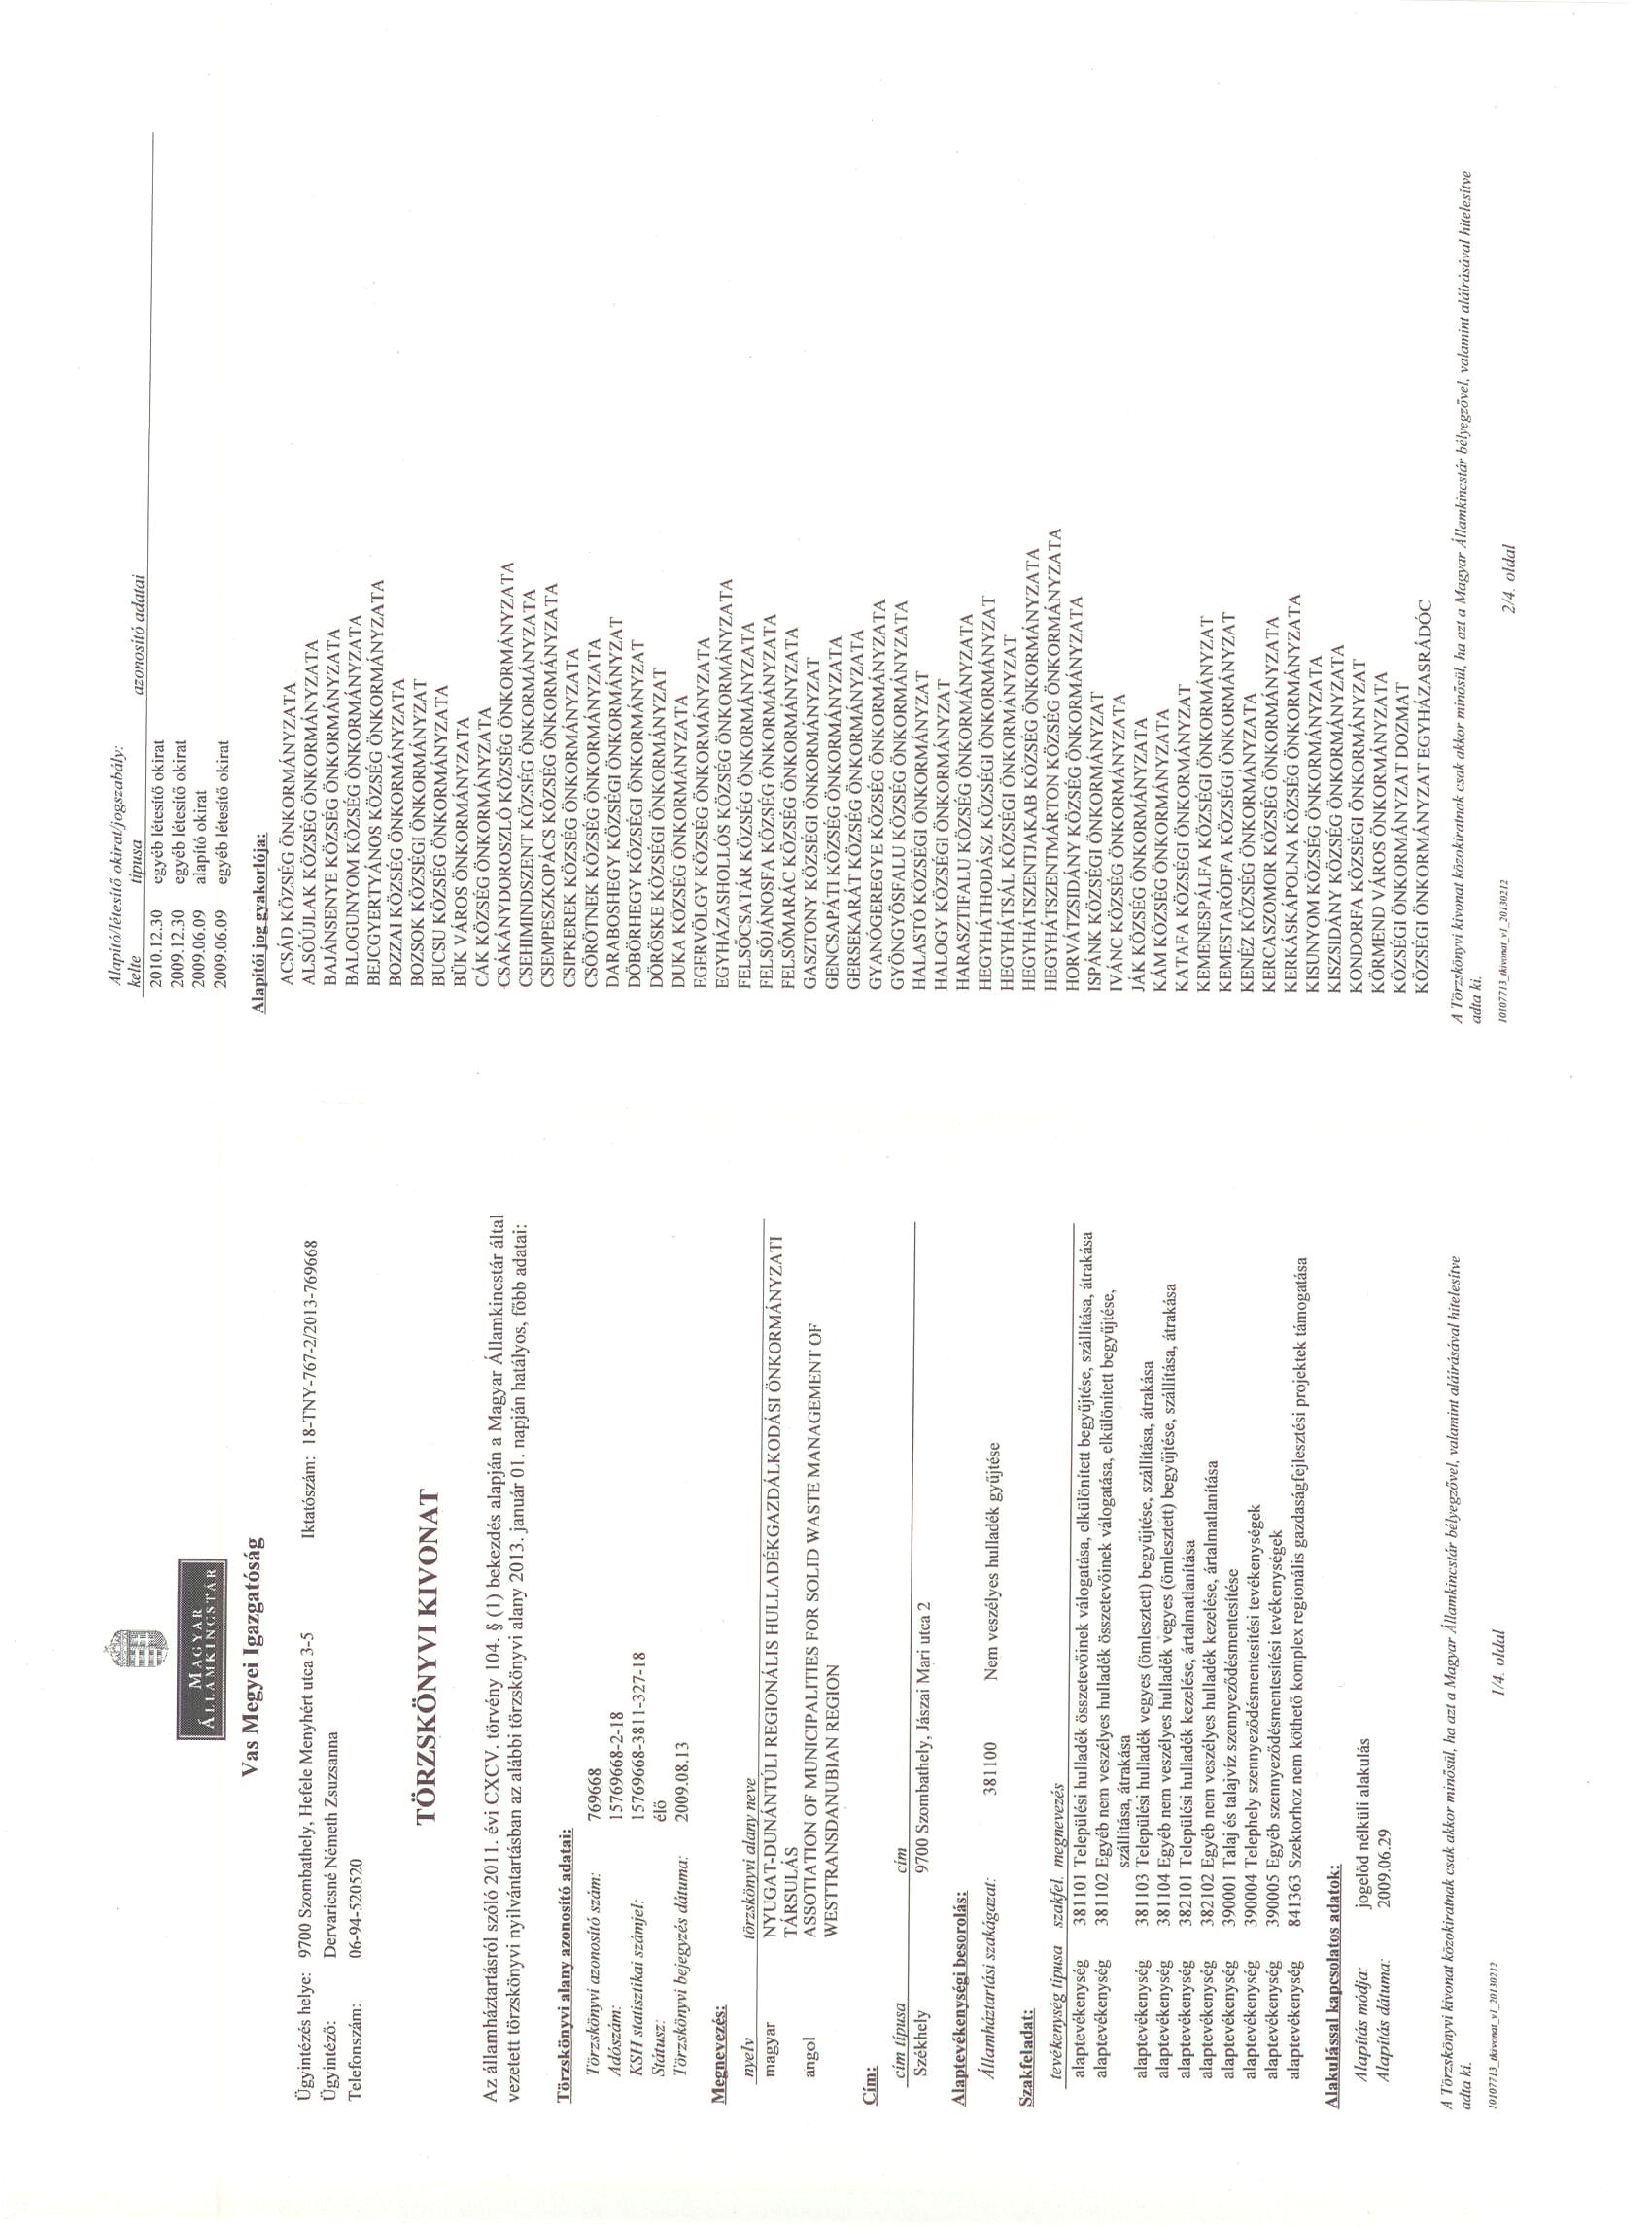 MAGYAR
ÁLLAMKINCSTÁR
Vas Megyei Igazgatóság
Ügyintézés helye: 9700 Szombathely, Hefele Menyhért utca 3-5 Iktatószám: 18-TNY-767-2/2013-769668
Ügyintéző: Dervaricsné Németh Zsuzsanna
Telefonszám: 06-94-520520
TÖRZSKÖNYVI KIVONAT
Az államháztartásról szóló 2011. évi CXCV. törvény 104. § (1) bekezdés alapján a Magyar Államkincstár által
vezetett törzskönyvi nyilvántartásban az alábbi törzskönyvi alany 2013. január 01. napján hatályos, főbb adatai:
Törzskönyvi alany azonosító adatai:
Törzskönyvi azonosító szám: 769668
Adószám: 15769668-2-18
KSH statisztikai számjel: 15769668-3811-327-18
Státusz: élő
Törzskönyvi bejegyzés dátuma: 2009.08.13
Megnevezés:
nyelv törzskönyvi alany neve
magyar NYUGAT-DUNÁNTÚLI REGIONÁLIS HULLADÉKGAZDÁLKODÁSI ÖNKORMÁNYZATI
TÁRSULÁS
angol ASSOTIATION OF MUNICIPALITIES FOR SOLID WASTE MANAGEMENT OF
WESTTRANSDANUBIAN REGION
Cím:
cím típusa cím
Székhely 9700 Szombathely, Jászai Mari utca 2
Alaptevékenységi besorolás:
Államháztartási szakágazat: 381100 Nem veszélyes hulladék gyűjtése
Szakfeladat:
tevékenység típusa szakfel. megnevezés
alaptevékenység 381101 Települési hulladék összetevőinek válogatása, elkülönített begyűjtése, szállítása, átrakása
alaptevékenység 381102 Egyéb nem veszélyes hulladék összetevőinek válogatása, elkülönített begyűjtése,
szállítása, átrakása
alaptevékenység 381103 Települési hulladék vegyes (ömlesztett) begyűjtése, szállítása, átrakása
alaptevékenység 381104 Egyéb nem veszélyes hulladék vegyes (ömlesztett) begyűjtése, szállítása, átrakása
alaptevékenység 382101 Települési hulladék kezelése, ártalmatlanítása
alaptevékenység 382102 Egyéb nem veszélyes hulladék kezelése, ártalmatlanítása
alaptevékenység 390001 Talaj és talajvíz szennyeződésmentesítése
alaptevékenység 390004 Telephely szennyeződésmentesítési tevékenységek
alaptevékenység 390005 Egyéb szennyeződésmentesítési tevékenységek
alaptevékenység 841363 Szektorhoz nem köthető komplex regionális gazdaságfejlesztési projektek támogatása
Alakulással kapcsolatos adatok:
Alapítás módja: jogelőd nélküli alakulás
Alapítás dátuma: 2009.06.29
A Törzskönyvi kivonat közokiratnak csak akkor minősül, ha azt a Magyar Államkincstár bélyegzővel, valamint aláírásával hitelesítve
adta ki.
10107713_tkivonat_v1_20130212 1/4. oldal
Alapító/létesítő okirat/jogszabály:
kelte típusa azonosító adatai
2010.12.30 egyéb létesítő okirat
2009.12.30 egyéb létesítő okirat
2009.06.09 alapító okirat
2009.06.09 egyéb létesítő okirat
Alapítói jog gyakorlója:
ACSÁD KÖZSÉG ÖNKORMÁNYZATA
ALSÓÚJLAK KÖZSÉG ÖNKORMÁNYZATA
BAJÁNSENYE KÖZSÉG ÖNKORMÁNYZATA
BALOGUNYOM KÖZSÉG ÖNKORMÁNYZATA
BEJCGYERTYÁNOS KÖZSÉG ÖNKORMÁNYZATA
BOZZAI KÖZSÉG ÖNKORMÁNYZATA
BOZSOK KÖZSÉGI ÖNKORMÁNYZAT
BUCSU KÖZSÉG ÖNKORMÁNYZATA
BÜK VÁROS ÖNKORMÁNYZATA
CÁK KÖZSÉG ÖNKORMÁNYZATA
CSÁKÁNYDOROSZLÓ KÖZSÉG ÖNKORMÁNYZATA
CSEHIMINDSZENT KÖZSÉG ÖNKORMÁNYZATA
CSEMPESZKOPÁCS KÖZSÉG ÖNKORMÁNYZATA
CSIPKEREK KÖZSÉG ÖNKORMÁNYZATA
CSÖRÖTNEK KÖZSÉG ÖNKORMÁNYZATA
DARABOSHEGY KÖZSÉGI ÖNKORMÁNYZAT
DÖBÖRHEGY KÖZSÉGI ÖNKORMÁNYZAT
DÖRÖSKE KÖZSÉGI ÖNKORMÁNYZAT
DUKA KÖZSÉG ÖNKORMÁNYZATA
EGERVÖLGY KÖZSÉG ÖNKORMÁNYZATA
EGYHÁZASHOLLÓS KÖZSÉG ÖNKORMÁNYZATA
FELSŐCSATÁR KÖZSÉG ÖNKORMÁNYZATA
FELSŐJÁNOSFA KÖZSÉG ÖNKORMÁNYZATA
FELSŐMARÁC KÖZSÉG ÖNKORMÁNYZATA
GASZTONY KÖZSÉGI ÖNKORMÁNYZAT
GENCSAPÁTI KÖZSÉG ÖNKORMÁNYZATA
GERSEKARÁT KÖZSÉG ÖNKORMÁNYZATA
GYANÓGEREGYE KÖZSÉG ÖNKORMÁNYZATA
GYÖNGYÖSFALU KÖZSÉG ÖNKORMÁNYZATA
HALASTÓ KÖZSÉGI ÖNKORMÁNYZAT
HALOGY KÖZSÉGI ÖNKORMÁNYZAT
HARASZTIFALU KÖZSÉG ÖNKORMÁNYZATA
HEGYHÁTHODÁSZ KÖZSÉGI ÖNKORMÁNYZAT
HEGYHÁTSÁL KÖZSÉGI ÖNKORMÁNYZAT
HEGYHÁTSZENTJAKAB KÖZSÉG ÖNKORMÁNYZATA
HEGYHÁTSZENTMÁRTON KÖZSÉG ÖNKORMÁNYZATA
HORVÁTZSIDÁNY KÖZSÉG ÖNKORMÁNYZATA
ISPÁNK KÖZSÉGI ÖNKORMÁNYZAT
IVÁNC KÖZSÉG ÖNKORMÁNYZATA
JÁK KÖZSÉG ÖNKORMÁNYZATA
KÁM KÖZSÉG ÖNKORMÁNYZATA
KATAFA KÖZSÉGI ÖNKORMÁNYZAT
KEMENESPÁLFA KÖZSÉGI ÖNKORMÁNYZAT
KEMESTARÓDFA KÖZSÉGI ÖNKORMÁNYZAT
KENÉZ KÖZSÉG ÖNKORMÁNYZATA
KERCASZOMOR KÖZSÉG ÖNKORMÁNYZATA
KERKÁSKÁPOLNA KÖZSÉG ÖNKORMÁNYZATA
KISUNYOM KÖZSÉG ÖNKORMÁNYZATA
KISZSIDÁNY KÖZSÉG ÖNKORMÁNYZATA
KONDORFA KÖZSÉGI ÖNKORMÁNYZAT
KÖRMEND VÁROS ÖNKORMÁNYZATA
KÖZSÉGI ÖNKORMÁNYZAT DOZMAT
KÖZSÉGI ÖNKORMÁNYZAT EGYHÁZASRÁDÓC
A Törzskönyvi kivonat közokiratnak csak akkor minősül, ha azt a Magyar Államkincstár bélyegzővel, valamint aláírásával hitelesítve
adta ki.
10107713_tkivonat_v1_20130212 2/4. oldal